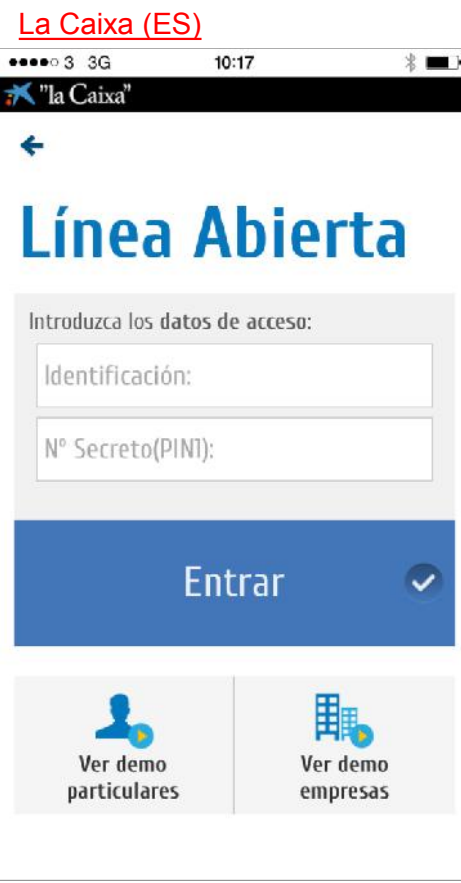 La Caixa (ES)
3 3G 10:17
"la Caixa"
Línea Abierta
Introduzca los datos de acceso:
Identificación:
Nº Secreto(PIN1):
Entrar
Ver demo particulares
Ver demo empresas